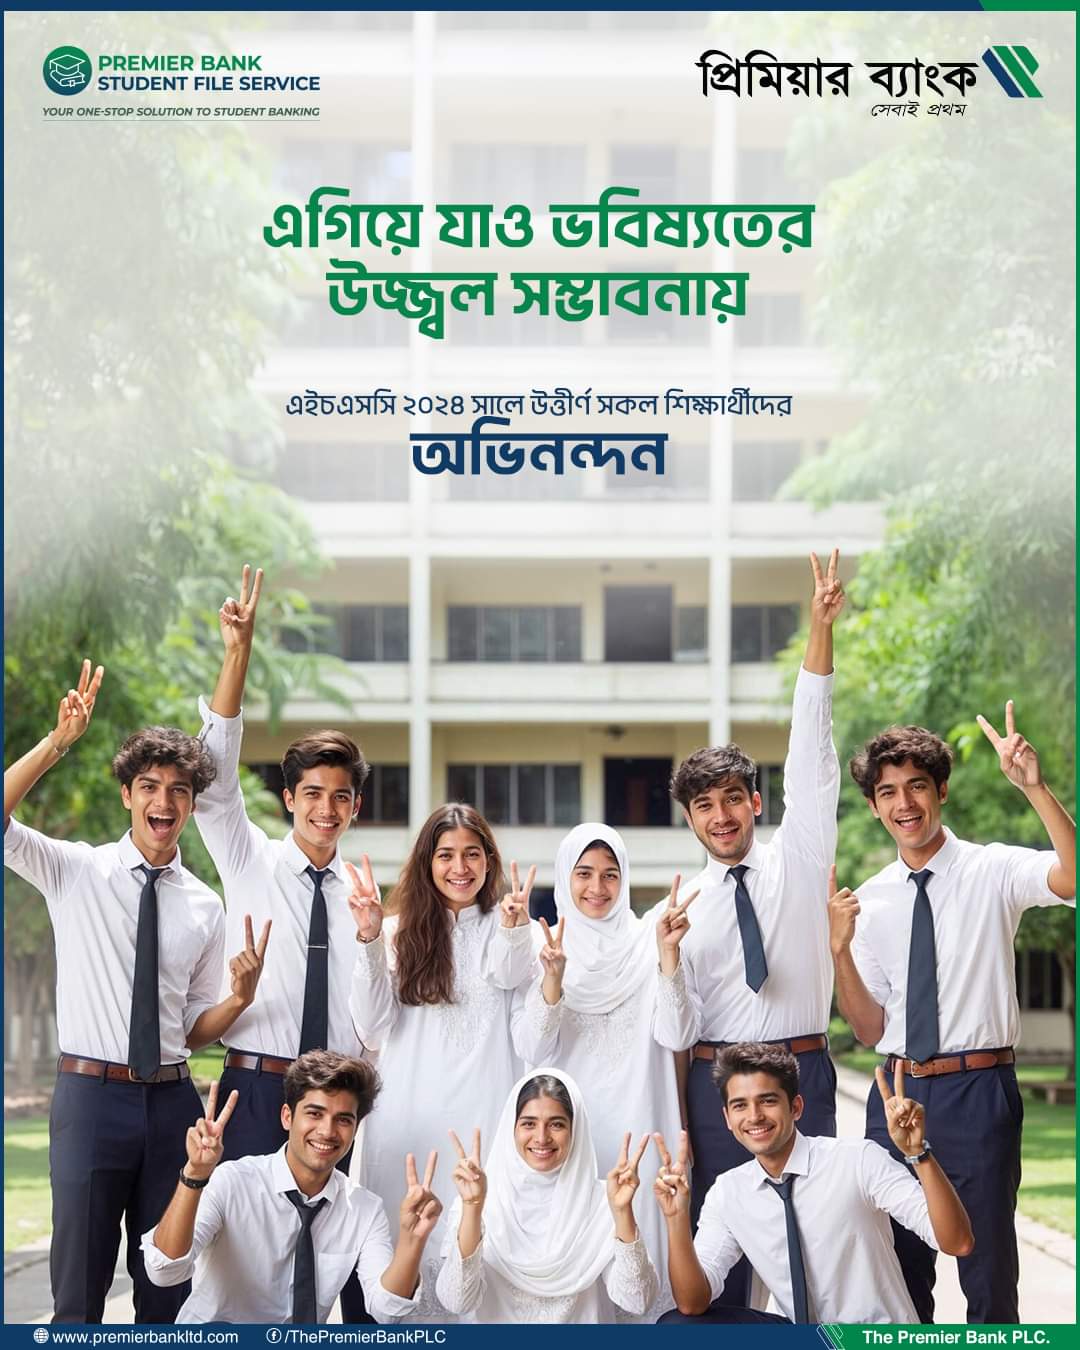 PREMIER BANK
STUDENT FILE SERVICE
YOUR ONE-STOP SOLUTION TO STUDENT BANKING
প্রিমিয়ার ব্যাংক
সেবাই প্রথম
এগিয়ে যাও ভবিষ্যতের
উজ্জ্বল সম্ভাবনায়
এইচএসসি ২০২৪ সালে উত্তীর্ণ সকল শিক্ষার্থীদের
অভিনন্দন
www.premierbankltd.com
/ThePremierBankPLC
The Premier Bank PLC.